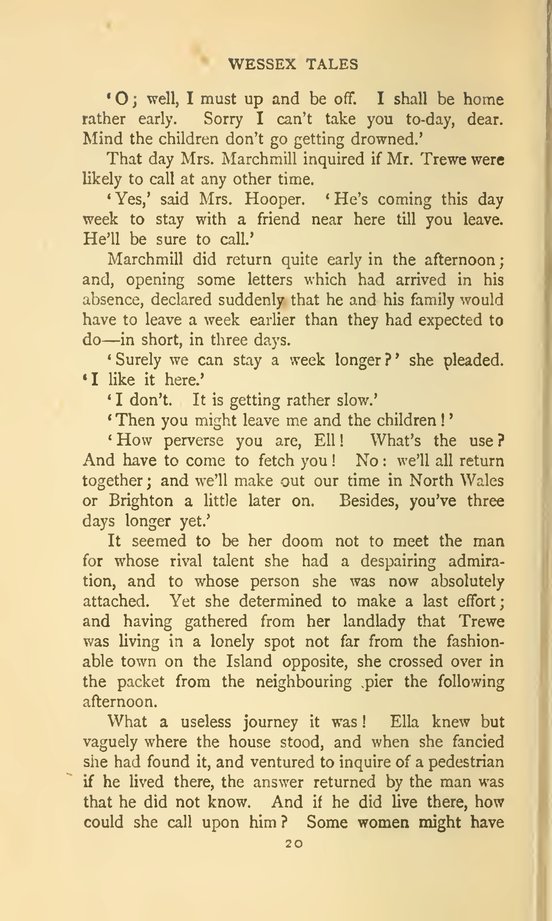 WESSEX TALES
‘O; well, I must up and be off. I shall be home
rather early. Sorry I can’t take you to-day, dear.
Mind the children don’t go getting drowned.’
That day Mrs. Marchmill inquired if Mr. Trewe were
likely to call at any other time.
‘Yes,’ said Mrs. Hooper. ‘He’s coming this day
week to stay with a friend near here till you leave.
He’ll be sure to call.’
Marchmill did return quite early in the afternoon;
and, opening some letters which had arrived in his
absence, declared suddenly that he and his family would
have to leave a week earlier than they had expected to
do—in short, in three days.
‘Surely we can stay a week longer?’ she pleaded.
‘I like it here.’
‘I don’t. It is getting rather slow.’
‘Then you might leave me and the children!’
‘How perverse you are, Ell! What’s the use?
And have to come to fetch you! No: we’ll all return
together; and we’ll make out our time in North Wales
or Brighton a little later on. Besides, you’ve three
days longer yet.’
It seemed to be her doom not to meet the man
for whose rival talent she had a despairing admira-
tion, and to whose person she was now absolutely
attached. Yet she determined to make a last effort;
and having gathered from her landlady that Trewe
was living in a lonely spot not far from the fashion-
able town on the Island opposite, she crossed over in
the packet from the neighbouring pier the following
afternoon.
What a useless journey it was! Ella knew but
vaguely where the house stood, and when she fancied
she had found it, and ventured to inquire of a pedestrian
if he lived there, the answer returned by the man was
that he did not know. And if he did live there, how
could she call upon him? Some women might have
20